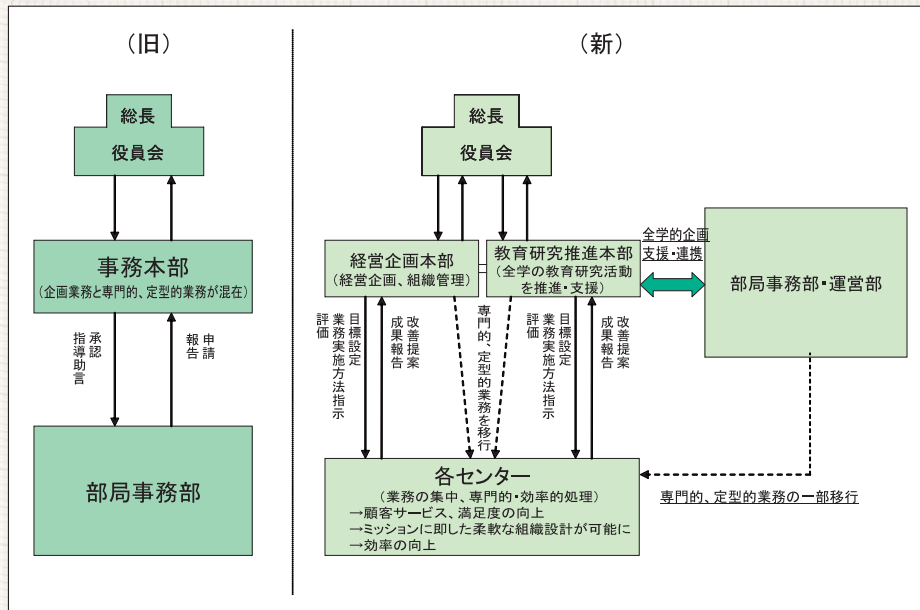 （旧）
総長
役員会
事務本部
（企画業務と専門的、定型的業務が混在）
承認
指導助言
申請
報告
部局事務部
（新）
総長
役員会
経営企画本部
（経営企画、組織管理）
教育研究推進本部
（全学の教育研究活動
を推進・支援）
全学的企画
支援・連携
部局事務部・運営部
目標設定
業務実施方法指示
評価
改善提案
成果報告
専門的、定型的業務を移行
目標設定
業務実施方法指示
評価
改善提案
成果報告
各センター
（業務の集中、専門的・効率的処理）
→顧客サービス、満足度の向上
→ミッションに即した柔軟な組織設計が可能に
→効率の向上
専門的、定型的業務の一部移行